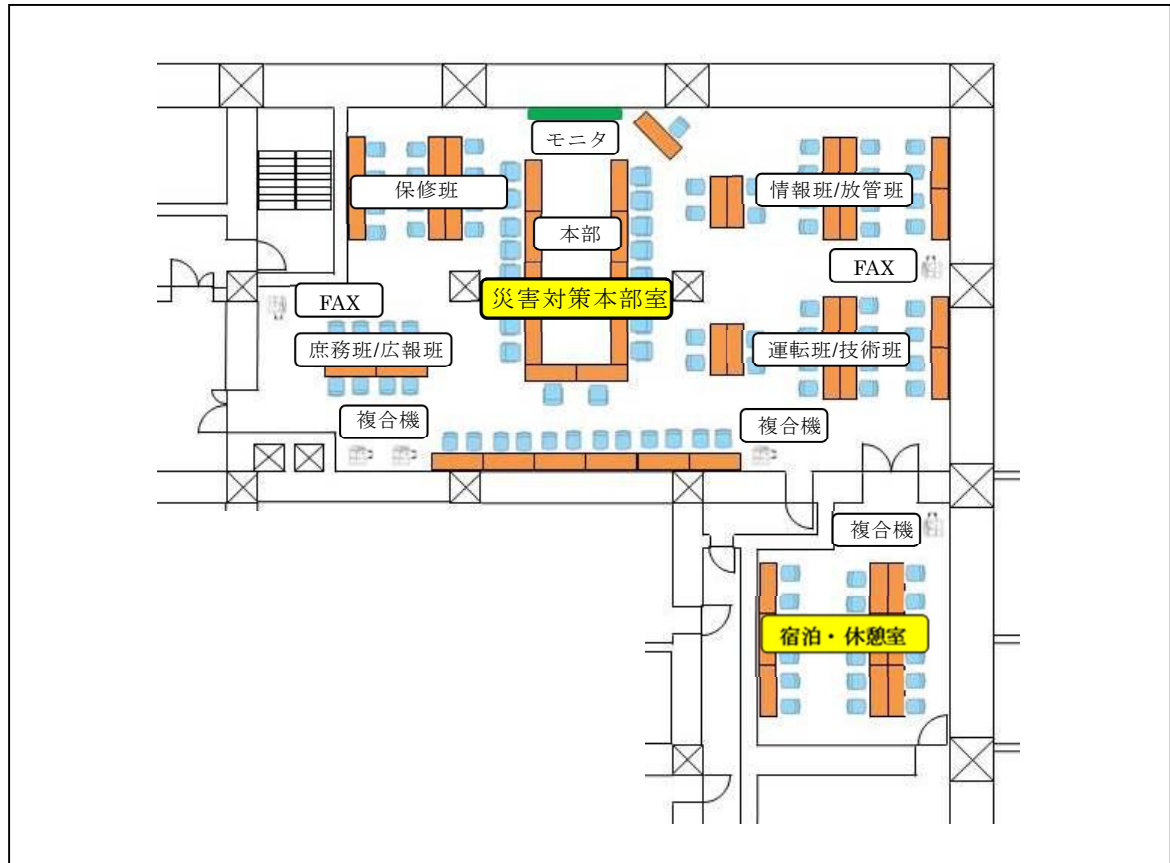 モニタ
保修班
情報班/放管班
本部
FAX
災害対策本部室
FAX
庶務班/広報班
運転班/技術班
複合機
複合機
複合機
宿泊・休憩室